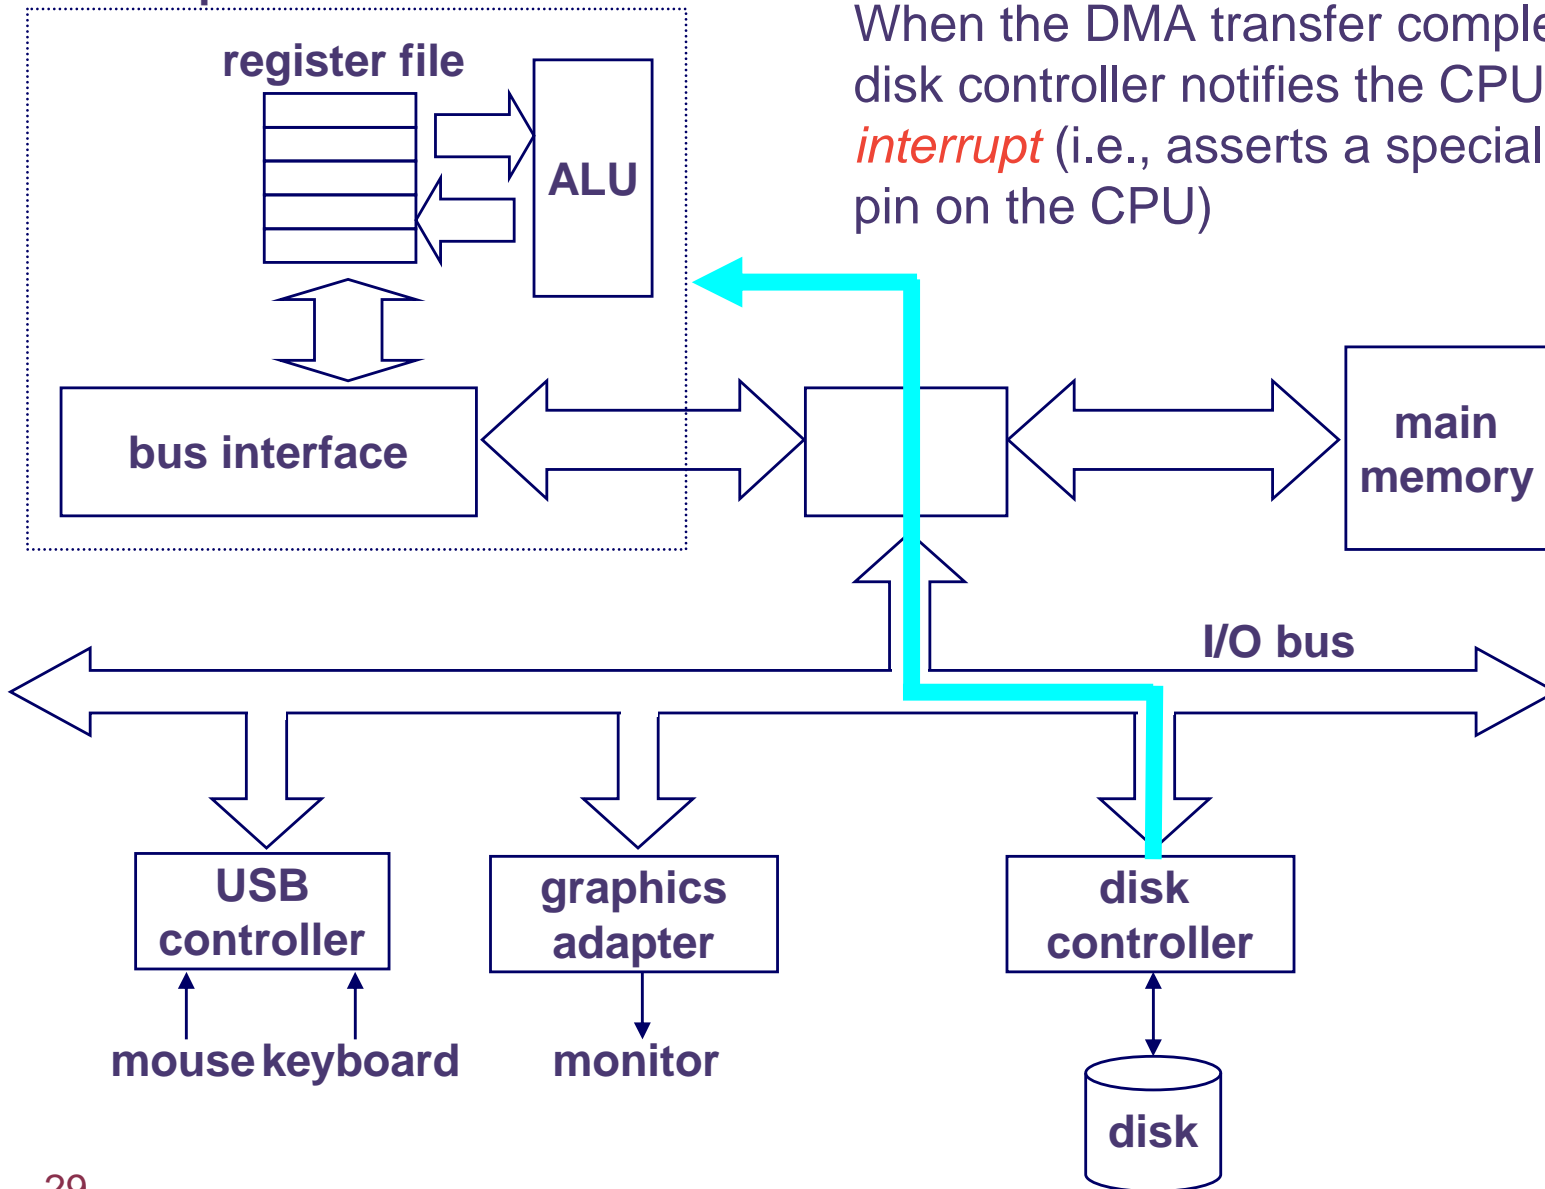 When the DMA transfer
disk controller notifies the CPU
interrupt (i.e., asserts a special
pin on the CPU)
register file
ALU
bus interface
main
memory
I/O bus
USB
controller
graphics
adapter
disk
controller
mouse keyboard
monitor
disk
29